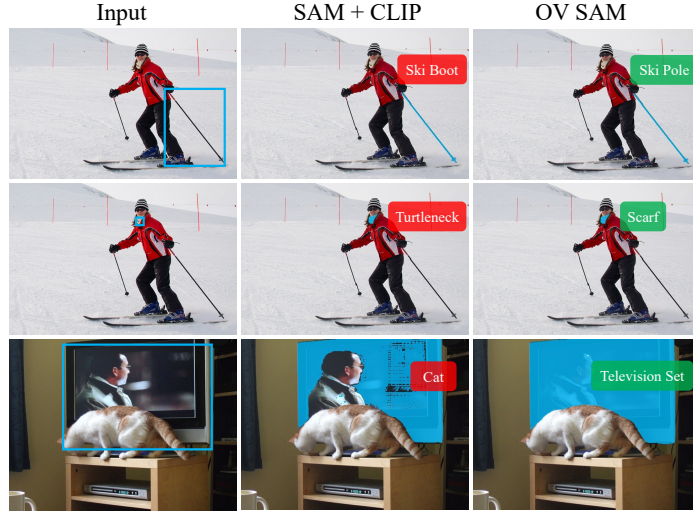 Input SAM + CLIP OV SAM
Ski Boot Ski Pole
Turtleneck Scarf
Cat Television Set